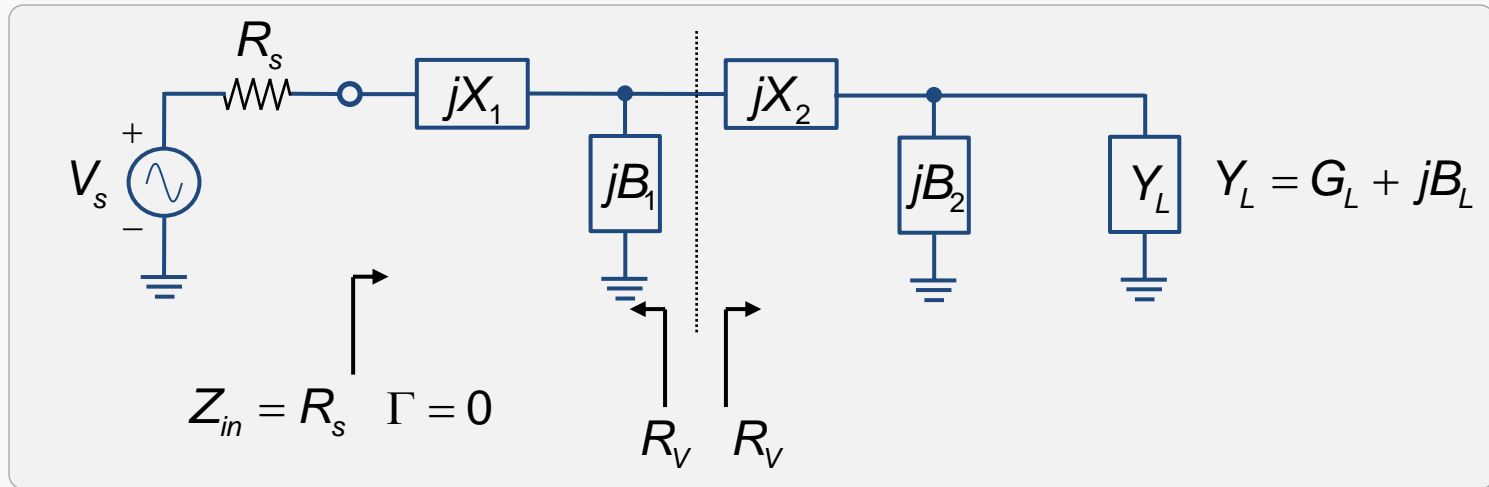 R_s
jX_1
jX_2
+
V_s
−
jB_1
jB_2
Y_L
Y_L = G_L + jB_L
Z_in = R_s Γ = 0
R_V R_V